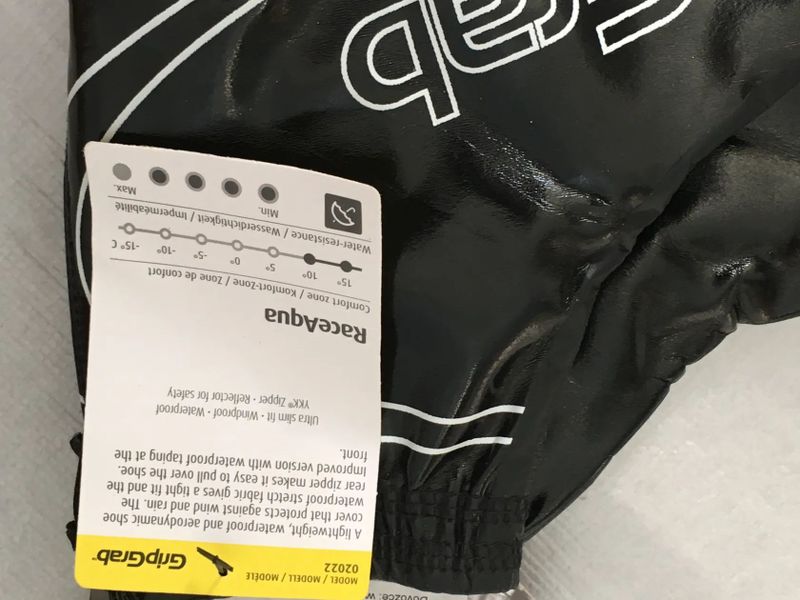 MODEL / MODELL / MODÈLE
02022
GripGrab™
A lightweight, waterproof and aerodynamic shoe
cover that protects against wind and rain. The
waterproof stretch fabric gives a tight fit and the
rear zipper makes it easy to pull over the shoe.
Improved version with waterproof taping at the
front.
Ultra slim fit • Windproof • Waterproof
YKK® Zipper • Reflector for safety
RaceAqua
Comfort zone / Komfort-Zone / Zone de confort
15° 10° 5° 0° -5° -10° -15° C
Water-resistance / Wasserdichtigkeit / Imperméabilité
Min. Max.
Grab
Dovozce: